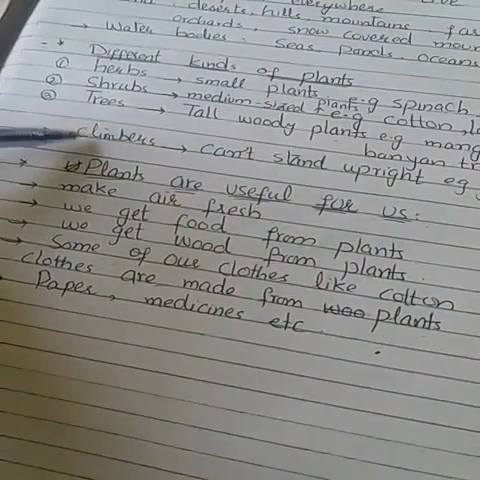 everywhere
deserts, hills, mountains,
orchards, snow covered
→ Water bodies. Seas, Ponds, oceans
* Different kinds of plants
① herbs → small plants e.g spinach
② Shrubs → medium-sized plants e.g cotton,
③ Trees → Tall woody plants e.g
banyan
climbers → Can't stand upright eg
* Plants are useful for us:
→ make air fresh
→ we get food from plants
→ we get wood from plants.
→ Some of our clothes like cotton
clothes are made from woo plants
Paper, medicines etc.